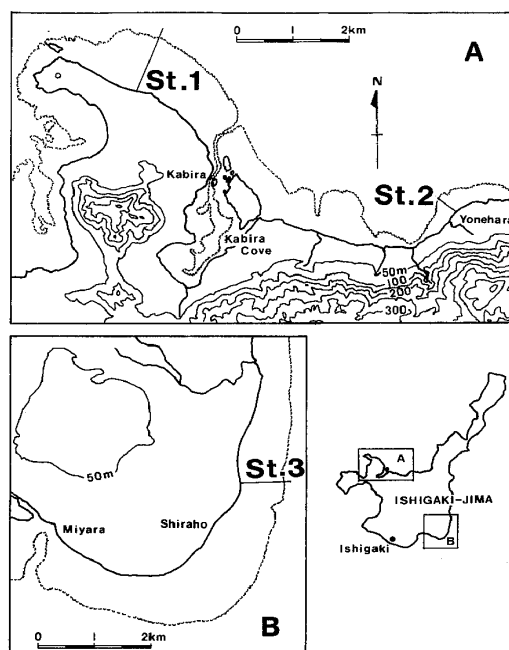 0 1 2km
A
St.1
N
Kabira
St.2
Yonehara
Kabira
Cove
50m
100
200
300
50m
St.3
Miyara
Shiraho
B
0 1 2km
A
ISHIGAKI-JIMA
Ishigaki
B